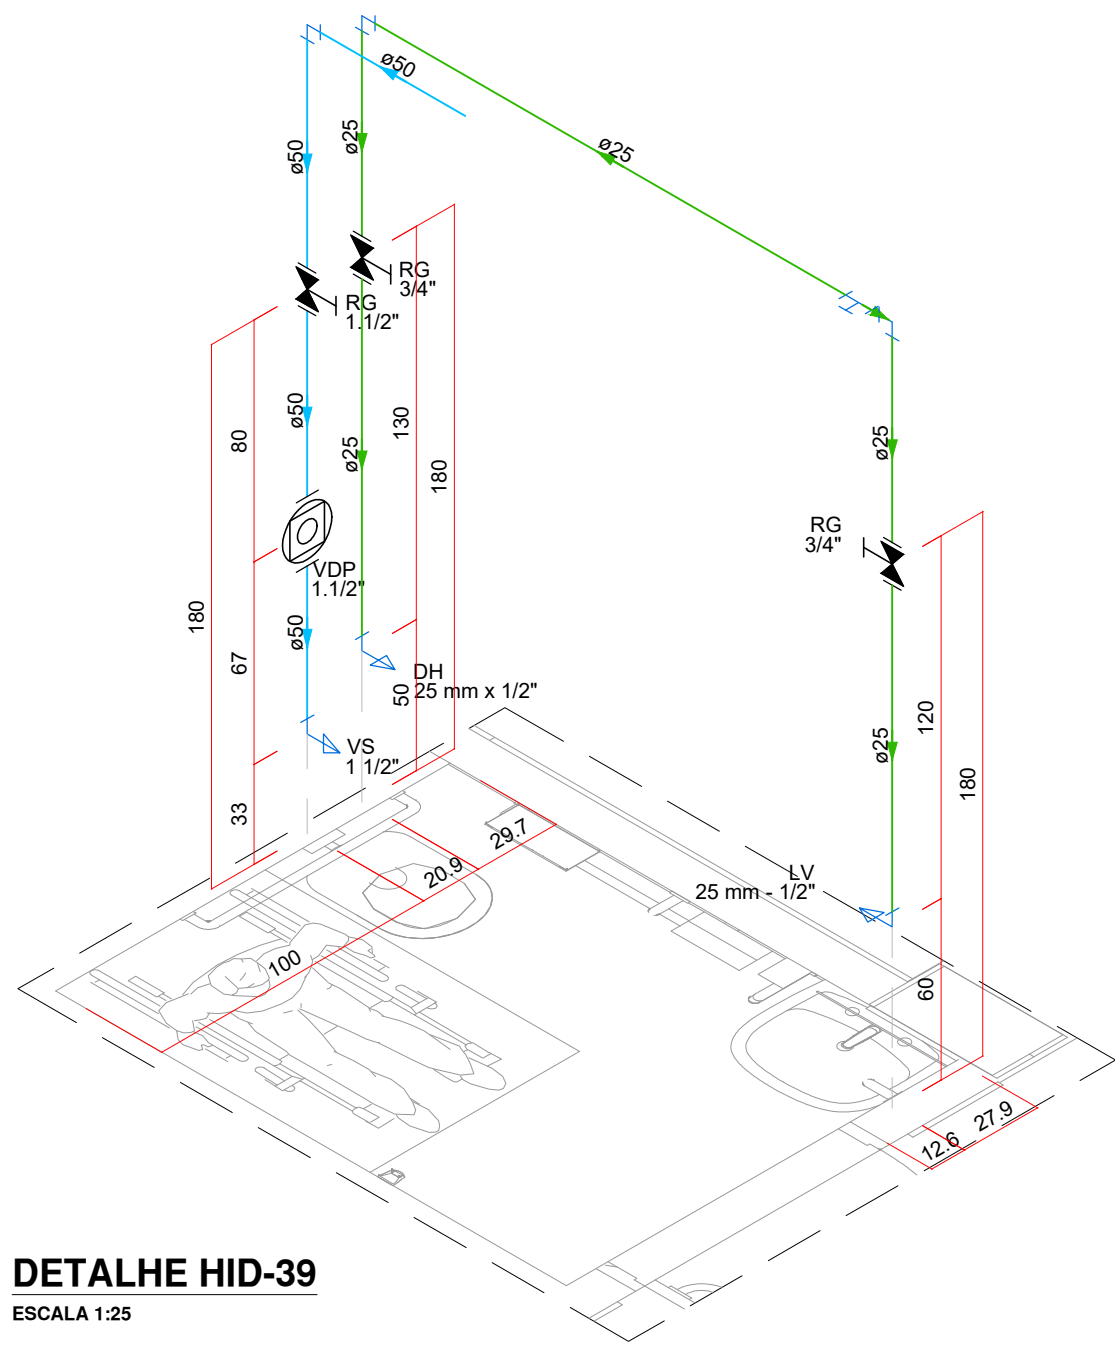 ø50
ø25
ø50
ø25
RG
3/4"
RG
1.1/2"
ø50
80
130
180
ø25
ø25
RG
3/4"
VDP
1.1/2"
180
ø50
67
DH
25 mm x 1/2"
50
VS
1 1/2"
33
120
ø25
180
29.7
20.9
LV
25 mm - 1/2"
100
60
27.9
12.6
DETALHE HID-39
ESCALA 1:25